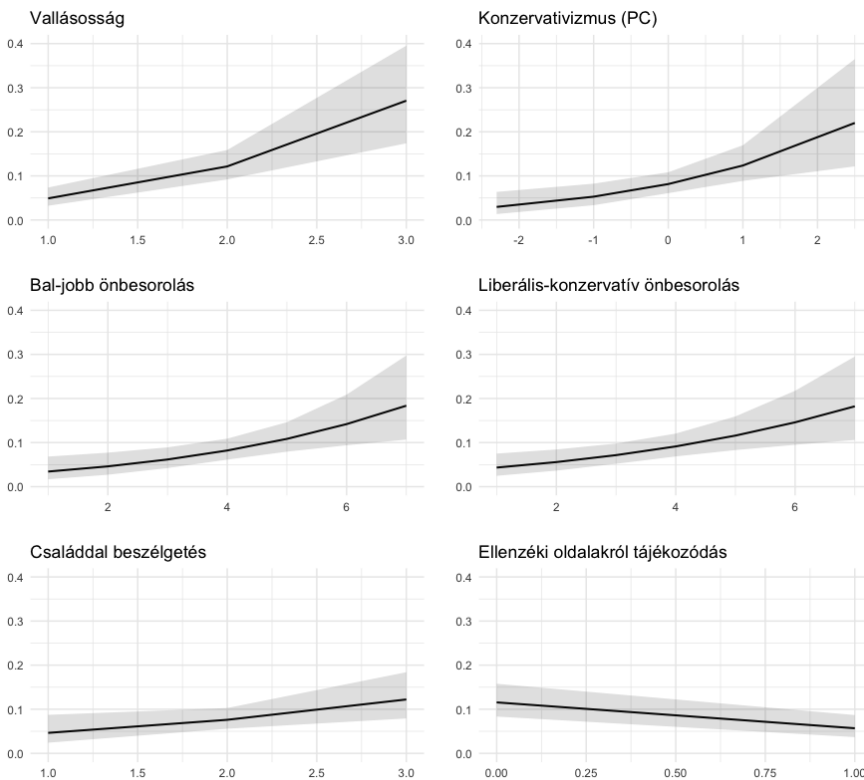 Vallásosság
0.4
0.3
0.2
0.1
0.0
1.0 1.5 2.0 2.5 3.0
Konzervativizmus (PC)
0.4
0.3
0.2
0.1
0.0
-2 -1 0 1 2
Bal-jobb önbesorolás
0.4
0.3
0.2
0.1
0.0
2 4 6
Liberális-konzervatív önbesorolás
0.4
0.3
0.2
0.1
0.0
2 4 6
Családdal beszélgetés
0.4
0.3
0.2
0.1
0.0
1.0 1.5 2.0 2.5 3.0
Ellenzéki oldalakról tájékozódás
0.4
0.3
0.2
0.1
0.0
0.00 0.25 0.50 0.75 1.00